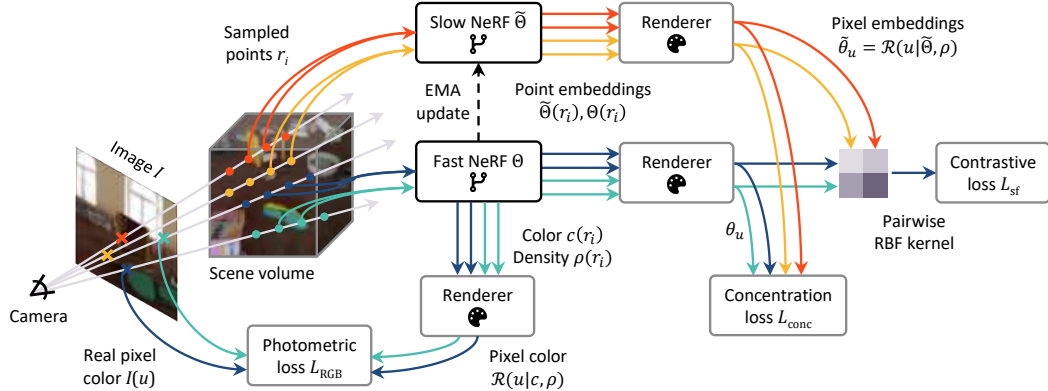 Sampled
points r_i
Slow NeRF Θ̃
Renderer
Pixel embeddings
θ̃_u = ℛ(u|Θ̃, ρ)
EMA
update
Point embeddings
Θ̃(r_i), Θ(r_i)
Image I
Fast NeRF Θ
Renderer
Contrastive
loss L_sf
Pairwise
RBF kernel
θ_u
Color c(r_i)
Density ρ(r_i)
Scene volume
Camera
Renderer
Concentration
loss L_conc
Real pixel
color I(u)
Photometric
loss L_RGB
Pixel color
ℛ(u|c, ρ)